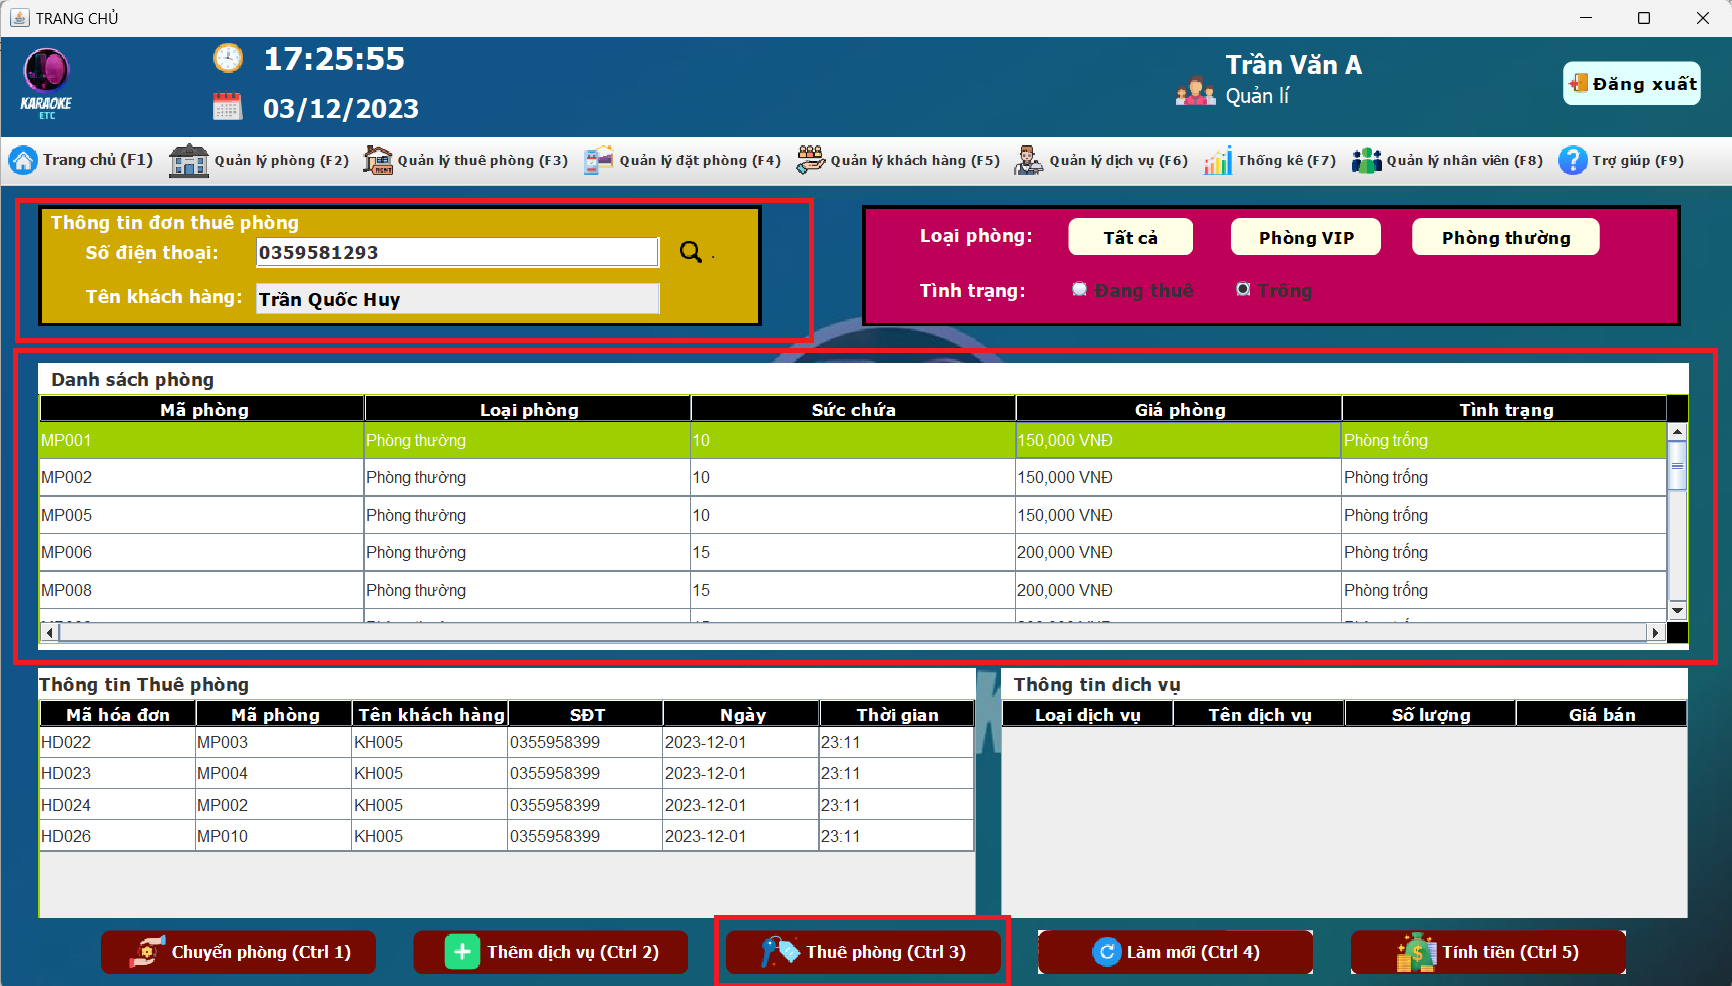 TRANG CHỦ
KARAOKE
ETC
17:25:55
03/12/2023
Trần Văn A
Quản lí
Đăng xuất
Trang chủ (F1) Quản lý phòng (F2) Quản lý thuê phòng (F3) Quản lý đặt phòng (F4) Quản lý khách hàng (F5) Quản lý dịch vụ (F6) Thống kê (F7) Quản lý nhân viên (F8) Trợ giúp (F9)
Thông tin đơn thuê phòng
Số điện thoại: 0359581293
Tên khách hàng: Trần Quốc Huy
Loại phòng: Tất cả Phòng VIP Phòng thường
Tình trạng: Đang thuê Trống
Danh sách phòng
Mã phòng Loại phòng Sức chứa Giá phòng Tình trạng
MP001 Phòng thường 10 150,000 VNĐ Phòng trống
MP002 Phòng thường 10 150,000 VNĐ Phòng trống
MP005 Phòng thường 10 150,000 VNĐ Phòng trống
MP006 Phòng thường 15 200,000 VNĐ Phòng trống
MP008 Phòng thường 15 200,000 VNĐ Phòng trống
Thông tin Thuê phòng
Mã hóa đơn Mã phòng Tên khách hàng SĐT Ngày Thời gian
HD022 MP003 KH005 0355958399 2023-12-01 23:11
HD023 MP004 KH005 0355958399 2023-12-01 23:11
HD024 MP002 KH005 0355958399 2023-12-01 23:11
HD026 MP010 KH005 0355958399 2023-12-01 23:11
Thông tin dich vụ
Loại dịch vụ Tên dịch vụ Số lượng Giá bán
Chuyển phòng (Ctrl 1) Thêm dịch vụ (Ctrl 2) Thuê phòng (Ctrl 3) Làm mới (Ctrl 4) Tính tiền (Ctrl 5)